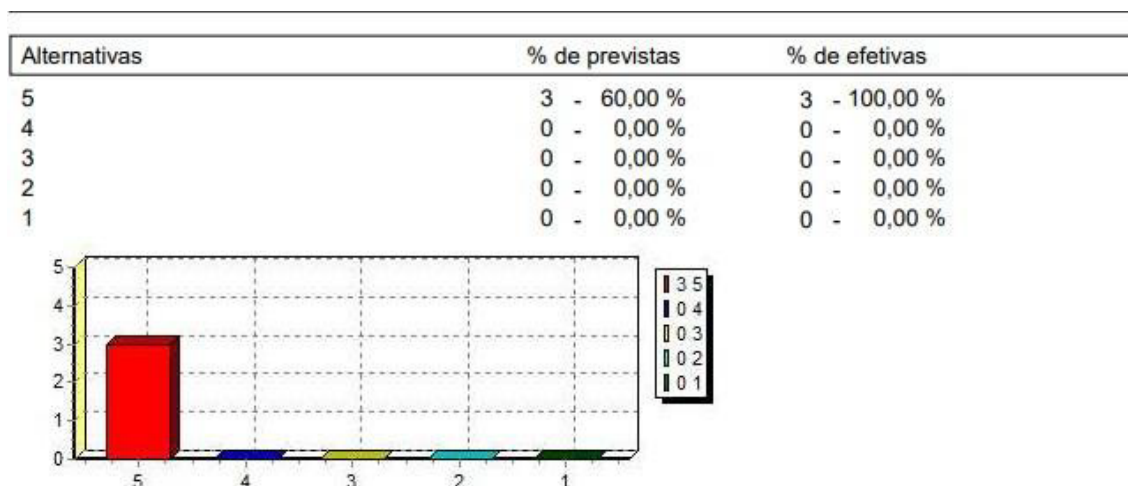 Alternativas % de previstas % de efetivas
5 3 - 60,00 % 3 - 100,00 %
4 0 - 0,00 % 0 - 0,00 %
3 0 - 0,00 % 0 - 0,00 %
2 0 - 0,00 % 0 - 0,00 %
1 0 - 0,00 % 0 - 0,00 %
5
4
3
2
1
0
5 4 3 2 1
3 5
0 4
0 3
0 2
0 1